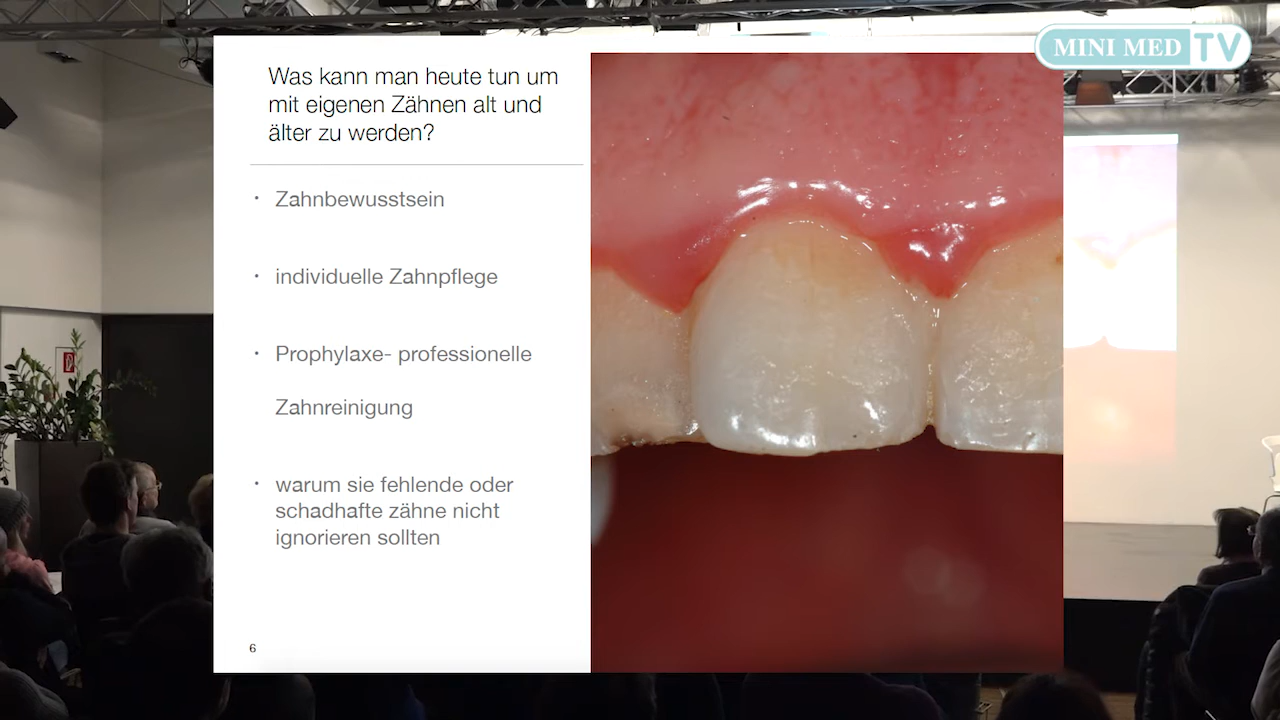 MINI MED TV
Was kann man heute tun um
mit eigenen Zähnen alt und
älter zu werden?
· Zahnbewusstsein
· individuelle Zahnpflege
· Prophylaxe- professionelle
Zahnreinigung
· warum sie fehlende oder
schadhafte zähne nicht
ignorieren sollten
6